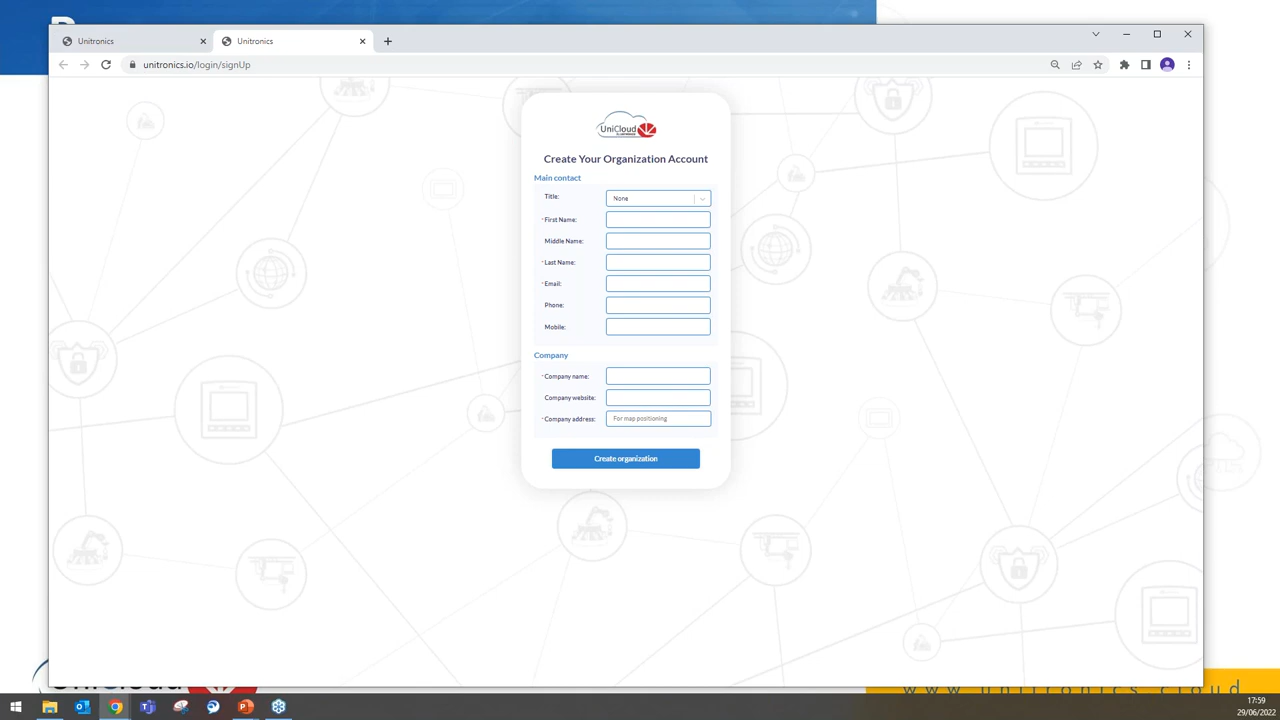 Unitronics
Unitronics
unitronics.io/login/signUp
UniCloud
Create Your Organization Account
Main contact
Title:
None
* First Name:
Middle Name:
* Last Name:
* Email:
Phone:
Mobile:
Company
* Company name:
Company website:
* Company address:
For map positioning
Create organization
www.unitronics.cloud
17:59
29/06/2022